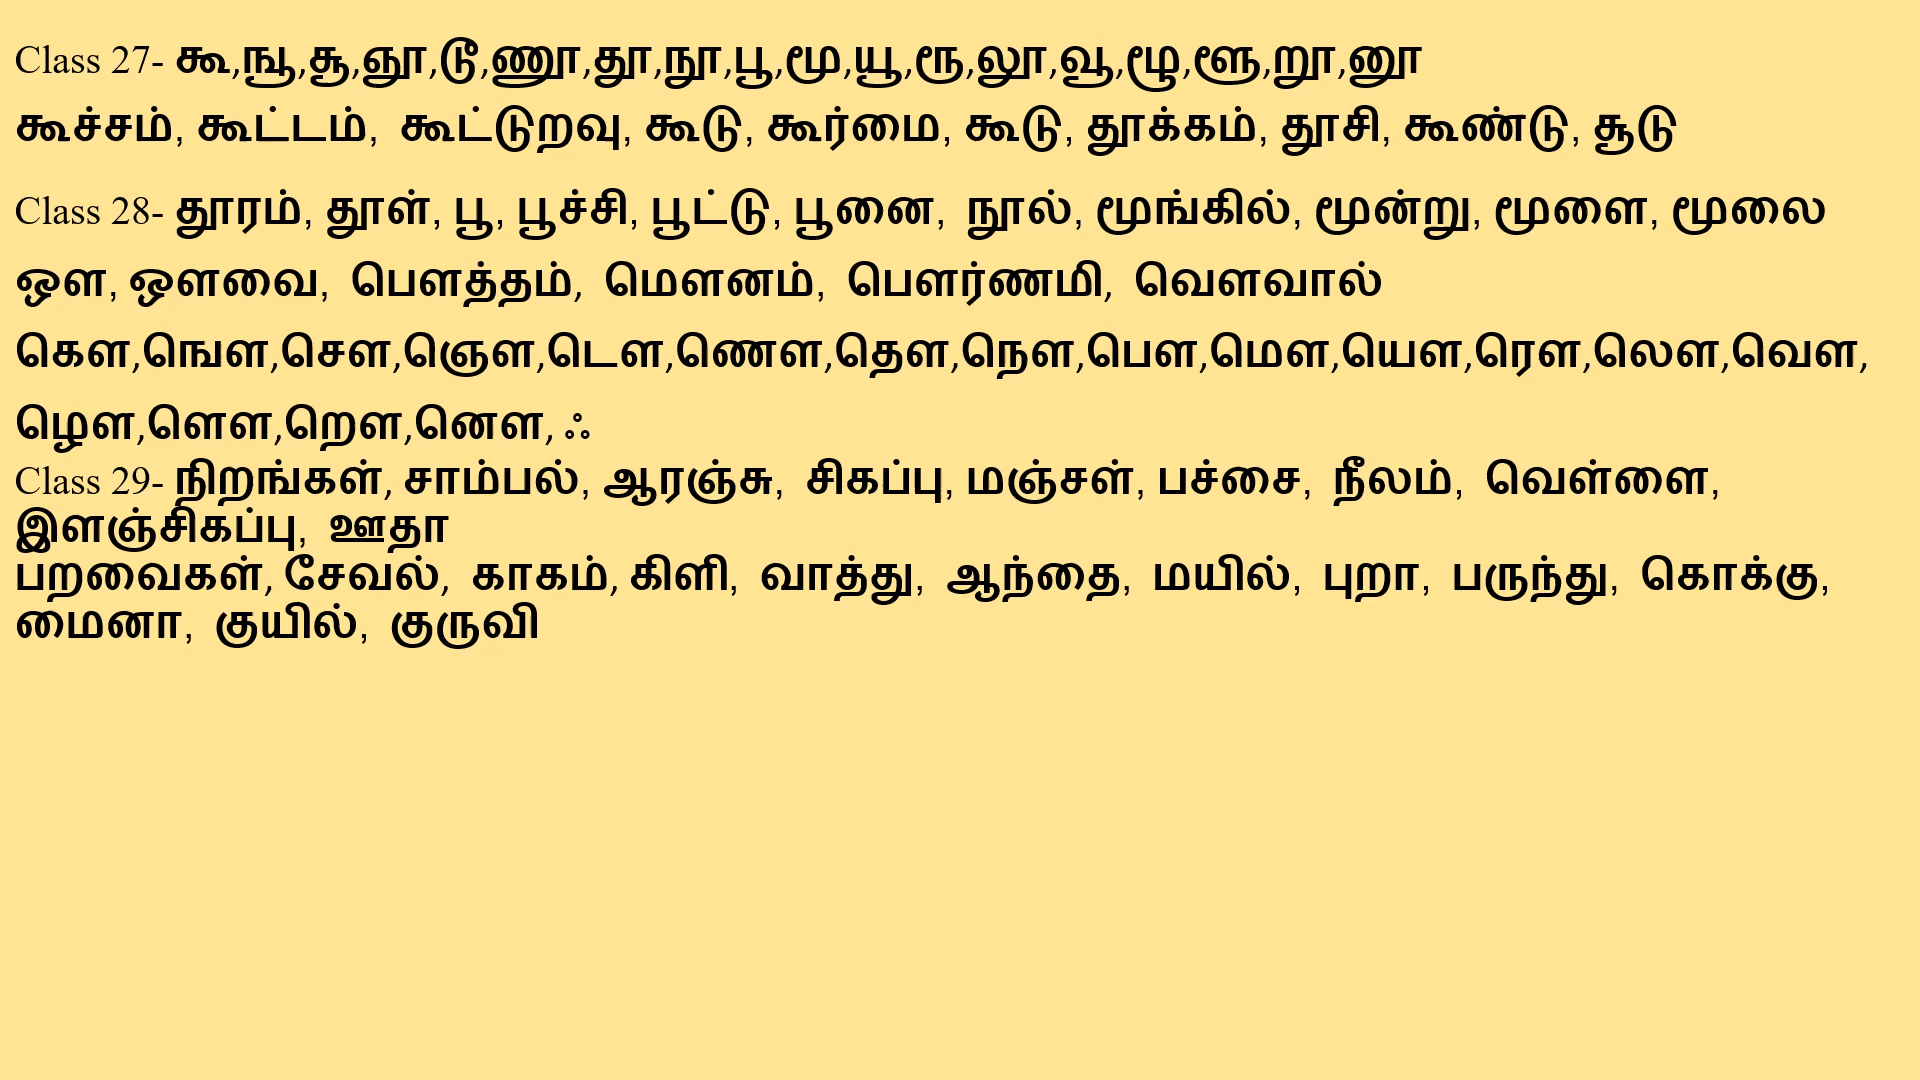 Class 27- கூ,ஙூ,சூ,ஞூ,டூ,ணூ,தூ,நூ,பூ,மூ,யூ,ரூ,லூ,வூ,ழூ,ளூ,றூ,னூ
கூச்சம், கூட்டம், கூட்டுறவு, கூடு, கூர்மை, கூடு, தூக்கம், தூசி, கூண்டு, சூடு
Class 28- தூரம், தூள், பூ, பூச்சி, பூட்டு, பூனை, நூல், மூங்கில், மூன்று, மூளை, மூலை
ஔ, ஔவை, பௌத்தம், மௌனம், பௌர்ணமி, வௌவால்
கௌ,ஙௌ,சௌ,ஞௌ,டௌ,ணௌ,தௌ,நௌ,பௌ,மௌ,யௌ,ரௌ,லௌ,வௌ,
ழௌ,ளௌ,றௌ,னௌ, ஃ
Class 29- நிறங்கள், சாம்பல், ஆரஞ்சு, சிகப்பு, மஞ்சள், பச்சை, நீலம், வெள்ளை,
இளஞ்சிகப்பு, ஊதா
பறவைகள், சேவல், காகம், கிளி, வாத்து, ஆந்தை, மயில், புறா, பருந்து, கொக்கு,
மைனா, குயில், குருவி